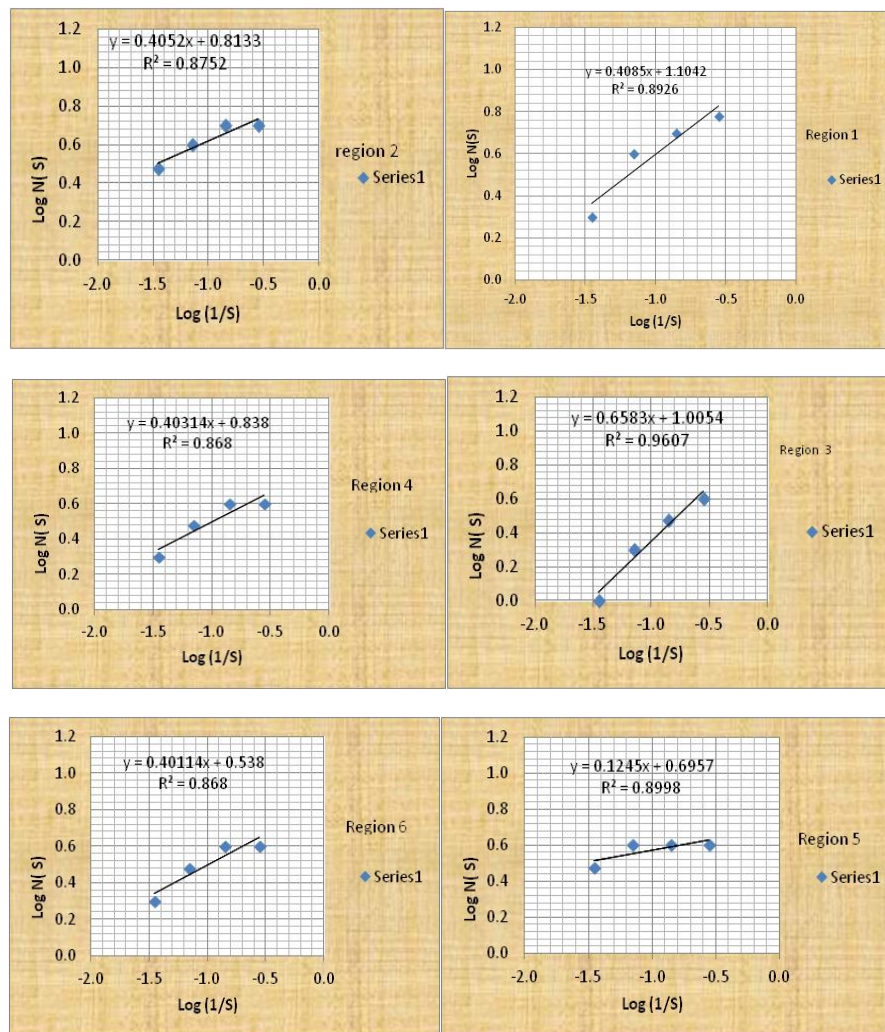 1.2
y = 0.4052x + 0.8133
R² = 0.8752
1.0
0.8
0.6
0.4
0.2
0.0
Log N( S)
-2.0 -1.5 -1.0 -0.5 0.0
Log (1/S)
region 2
Series1
1.2
1.0
y = 0.4085x + 1.1042
R² = 0.8926
0.8
0.6
0.4
0.2
0.0
Log N(S)
-2.0 -1.5 -1.0 -0.5 0.0
Log (1/S)
Region 1
Series1
1.2
y = 0.40314x + 0.838
R² = 0.868
1.0
0.8
0.6
0.4
0.2
0.0
Log N( S)
-2.0 -1.5 -1.0 -0.5 0.0
Log (1/S)
Region 4
Series1
1.2
y = 0.6583x + 1.0054
R² = 0.9607
1.0
0.8
0.6
0.4
0.2
0.0
Log N( S)
-2.0 -1.5 -1.0 -0.5 0.0
Log (1/S)
Region 3
Series1
1.2
y = 0.40114x + 0.538
R² = 0.868
1.0
0.8
0.6
0.4
0.2
0.0
Log N( S)
-2.0 -1.5 -1.0 -0.5 0.0
Log (1/S)
Region 6
Series1
1.2
y = 0.1245x + 0.6957
R² = 0.8998
1.0
0.8
0.6
0.4
0.2
0.0
Log N( S)
-2.0 -1.5 -1.0 -0.5 0.0
Log (1/S)
Region 5
Series1